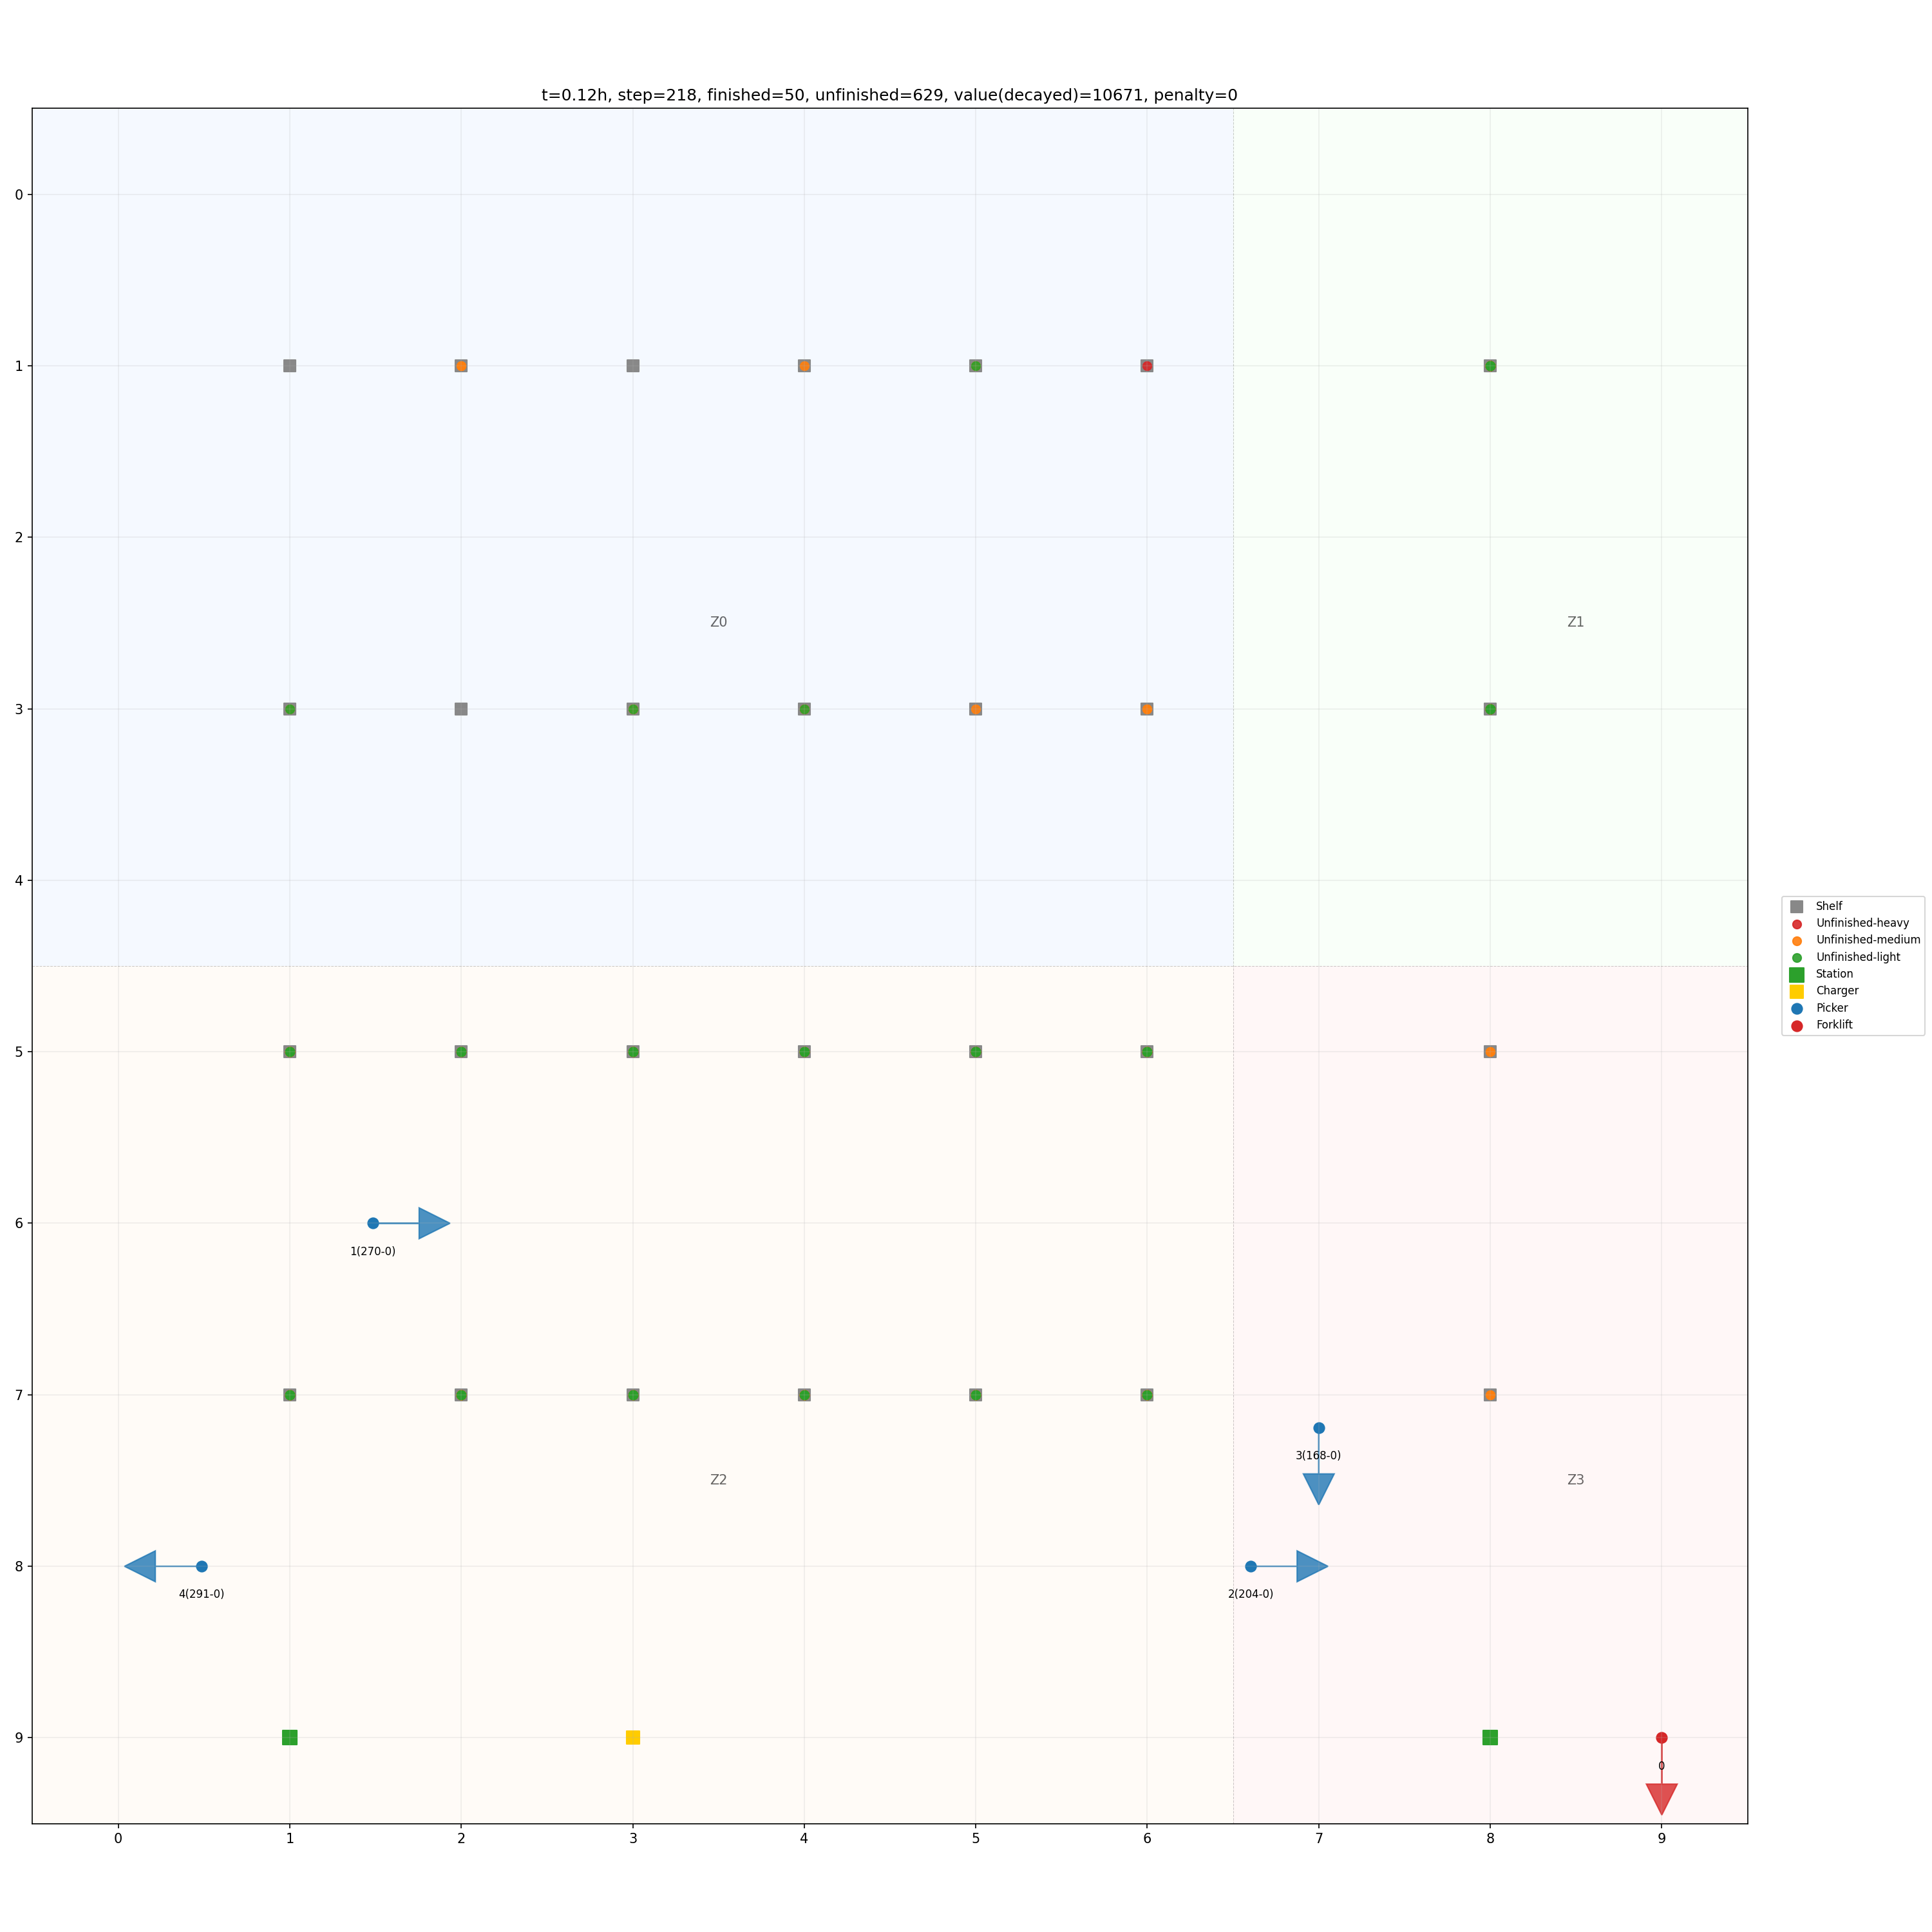 t=0.12h, step=218, finished=50, unfinished=629, value(decayed)=10671, penalty=0
0
1
2
Z0
Z1
3
4
Shelf
Unfinished-heavy
Unfinished-medium
Unfinished-light
Station
Charger
Picker
Forklift
5
6
1(270-0)
7
3(168-0)
Z2
Z3
8
4(291-0)
2(204-0)
9
0
0 1 2 3 4 5 6 7 8 9